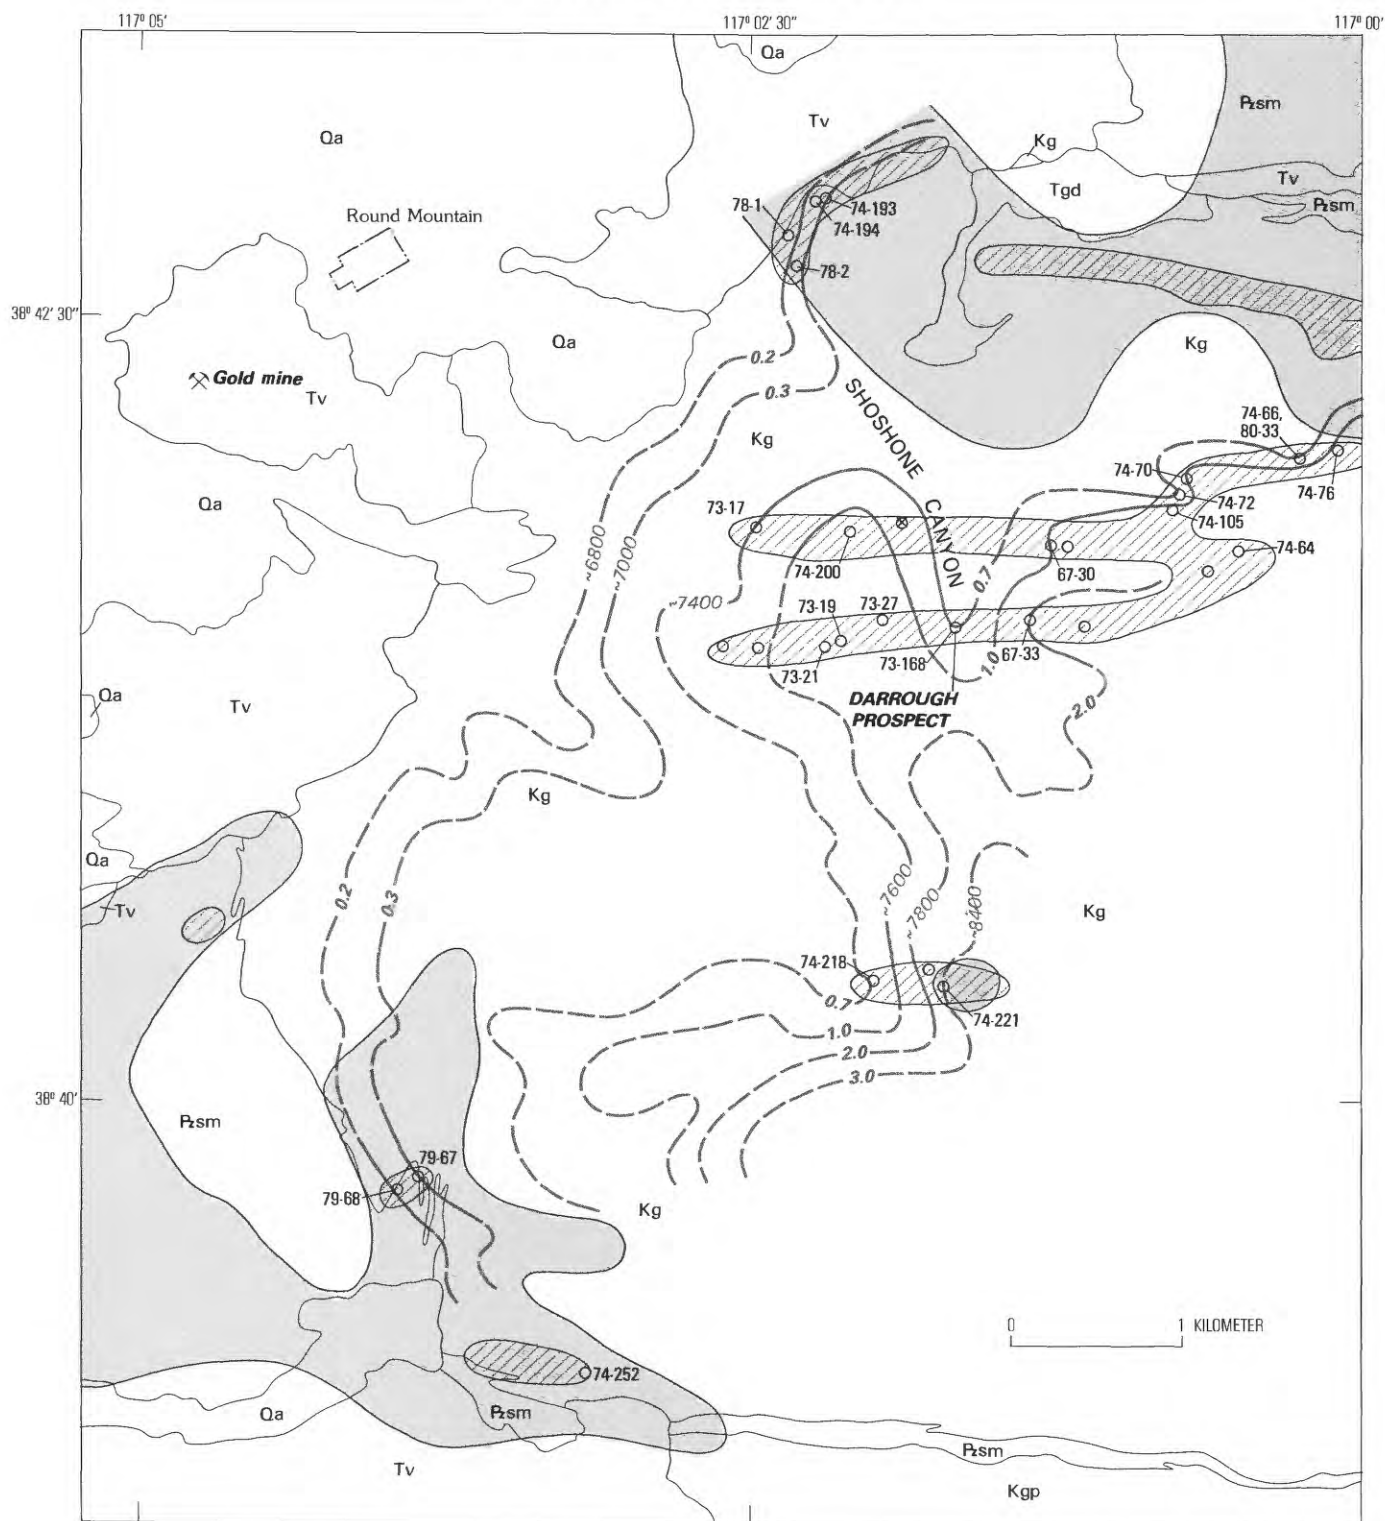 117° 05'
117° 02' 30"
117° 00'
Qa
Qa
Tv
Kg
Pzsm
Tgd
Tv
Pzsm
Round Mountain
78-1
74-193
74-194
78-2
38° 42' 30"
Qa
Kg
Gold mine
Tv
0.2
0.3
SHOSHONE
CANYON
Kg
74-66,
80-33
74-70
74-72
74-76
74-105
Qa
73-17
74-200
0.7
67-30
74-64
~6800
~7000
~7400
73-19
73-27
73-21
73-168
1.0
67-33
2.0
DARROUGH
PROSPECT
Qa
Tv
Kg
Qa
Tv
0.2
0.3
~7600
~7800
~8400
Kg
74-218
0.7
74-221
1.0
2.0
3.0
38° 40'
Pzsm
79-67
79-68
Kg
0
1 KILOMETER
74-252
Qa
Pzsm
Pzsm
Tv
Kgp